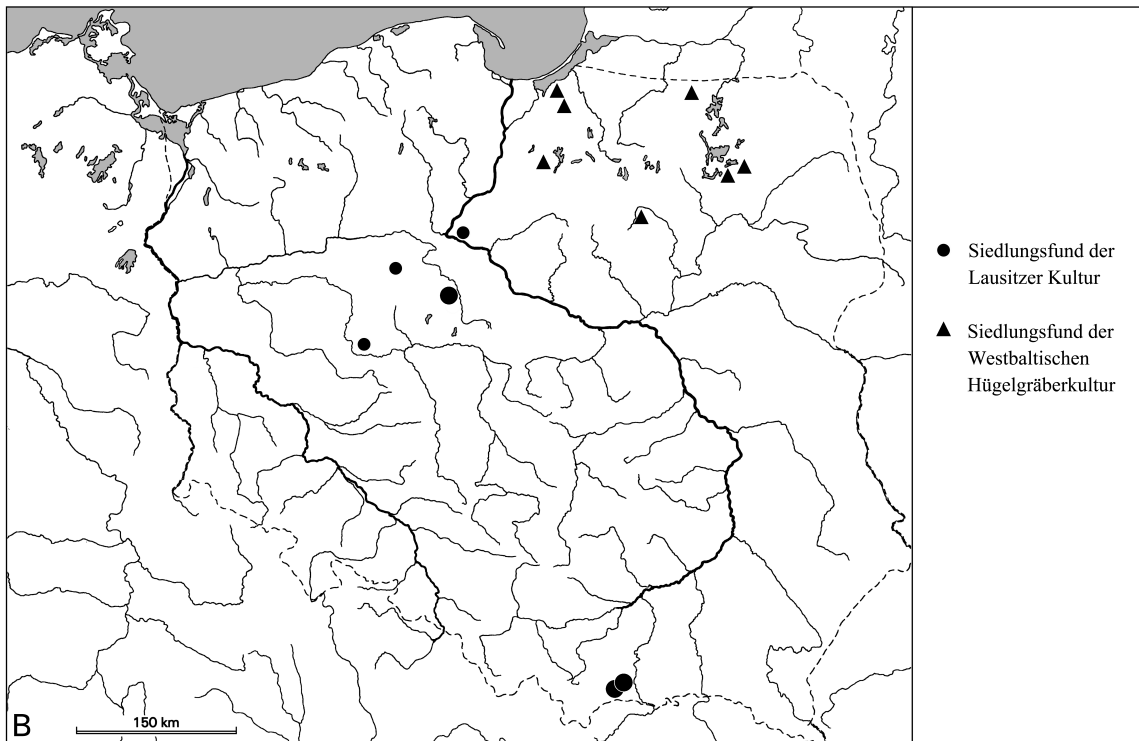 Siedlungsfund der
Lausitzer Kultur
Siedlungsfund der
Westbaltischen
Hügelgräberkultur
B
150 km